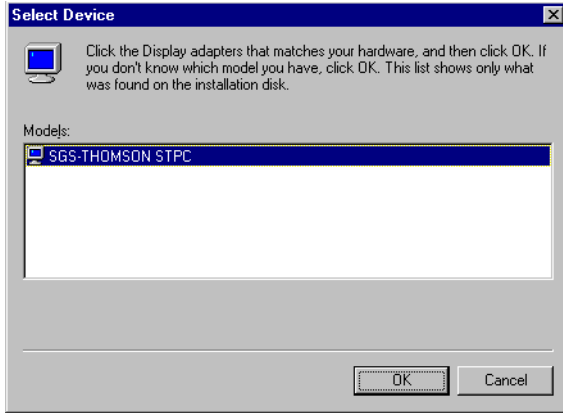 Select Device
Click the Display adapters that matches your hardware, and then click OK. If
you don't know which model you have, click OK. This list shows only what
was found on the installation disk.
Models:
SGS-THOMSON STPC
OK
Cancel